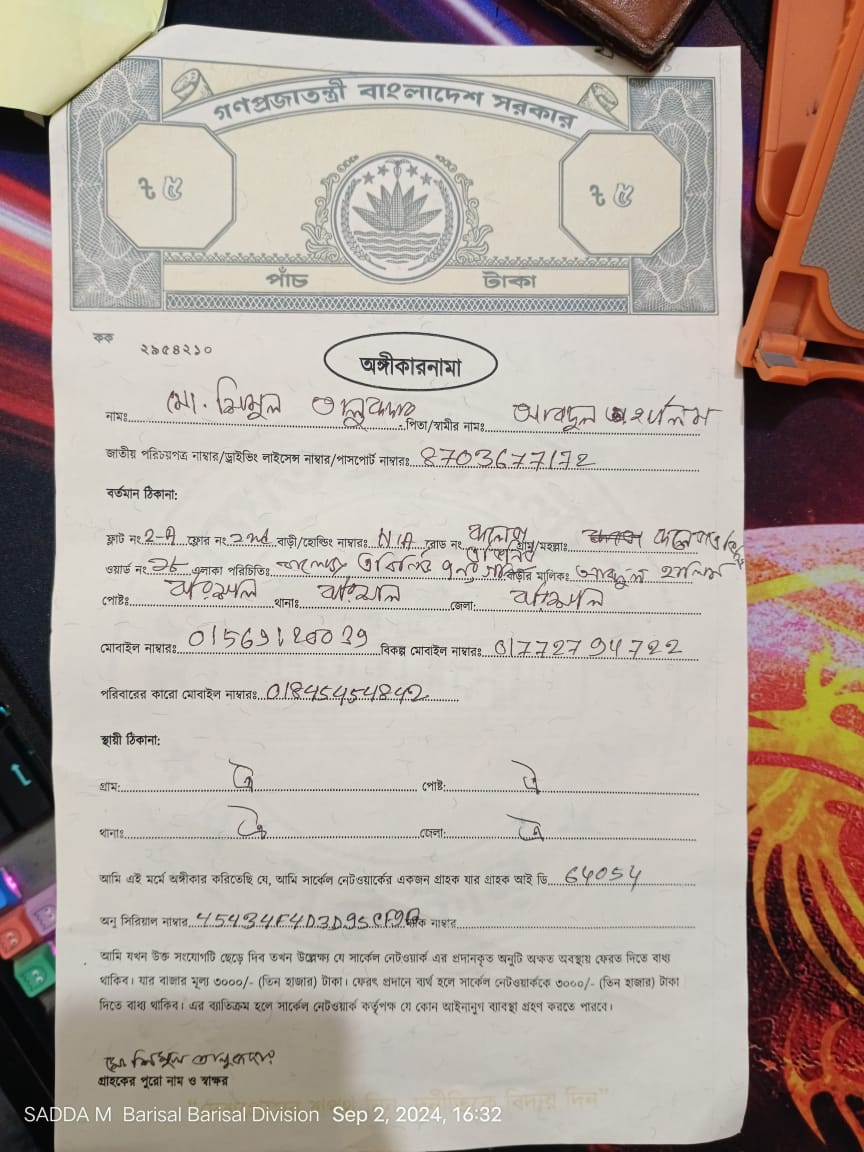 গণপ্রজাতন্ত্রী বাংলাদেশ সরকার
৳ ৫ ৳ ৫
পাঁচ টাকা
কক ২৯৫৪২১০
অঙ্গীকারনামা
নামঃ মো. শিমুল তালুকদার পিতা/স্বামীর নামঃ আবদুল হালিম
জাতীয় পরিচয়পত্র নাম্বার/ড্রাইভিং লাইসেন্স নাম্বার/পাসপোর্ট নাম্বারঃ 8703677172
বর্তমান ঠিকানা:
ফ্লাট নং 2-A ফ্লোর নং 2nd বাড়ী/হোল্ডিং নাম্বারঃ N/A রোড নং কলেজ গ্রাম/মহল্লাঃ
ওয়ার্ড নং এলাকা পরিচিতিঃ বাড়ীর মালিকঃ আবদুল হালিম
পোষ্টঃ বরিশাল থানাঃ বরিশাল জেলা: বরিশাল
মোবাইল নাম্বারঃ বিকল্প মোবাইল নাম্বারঃ 01772794722
পরিবারের কারো মোবাইল নাম্বারঃ 01845454842
স্থায়ী ঠিকানা:
গ্রাম: ঐ পোষ্ট: ঐ
থানাঃ ঐ জেলা: ঐ
আমি এই মর্মে অঙ্গীকার করিতেছি যে, আমি সার্কেল নেটওয়ার্কের একজন গ্রাহক যার গ্রাহক আই ডি 64054
অনু সিরিয়াল নাম্বার নাম্বার
আমি যখন উক্ত সংযোগটি ছেড়ে দিব তখন উল্লেখ্য যে সার্কেল নেটওয়ার্ক এর প্রদানকৃত অনুটি অক্ষত অবস্থায় ফেরত দিতে বাধ্য
থাকিব। যার বাজার মূল্য ৩০০০/- (তিন হাজার) টাকা। ফেরৎ প্রদানে ব্যর্থ হলে সার্কেল নেটওয়ার্ককে ৩০০০/- (তিন হাজার) টাকা
দিতে বাধ্য থাকিব। এর ব্যতিক্রম হলে সার্কেল নেটওয়ার্ক কর্তৃপক্ষ যে কোন আইনানুগ ব্যবস্থা গ্রহণ করতে পারবে।
মো. শিমুল তালুকদার
গ্রাহকের পুরো নাম ও স্বাক্ষর
SADDA M Barisal Barisal Division Sep 2, 2024, 16:32